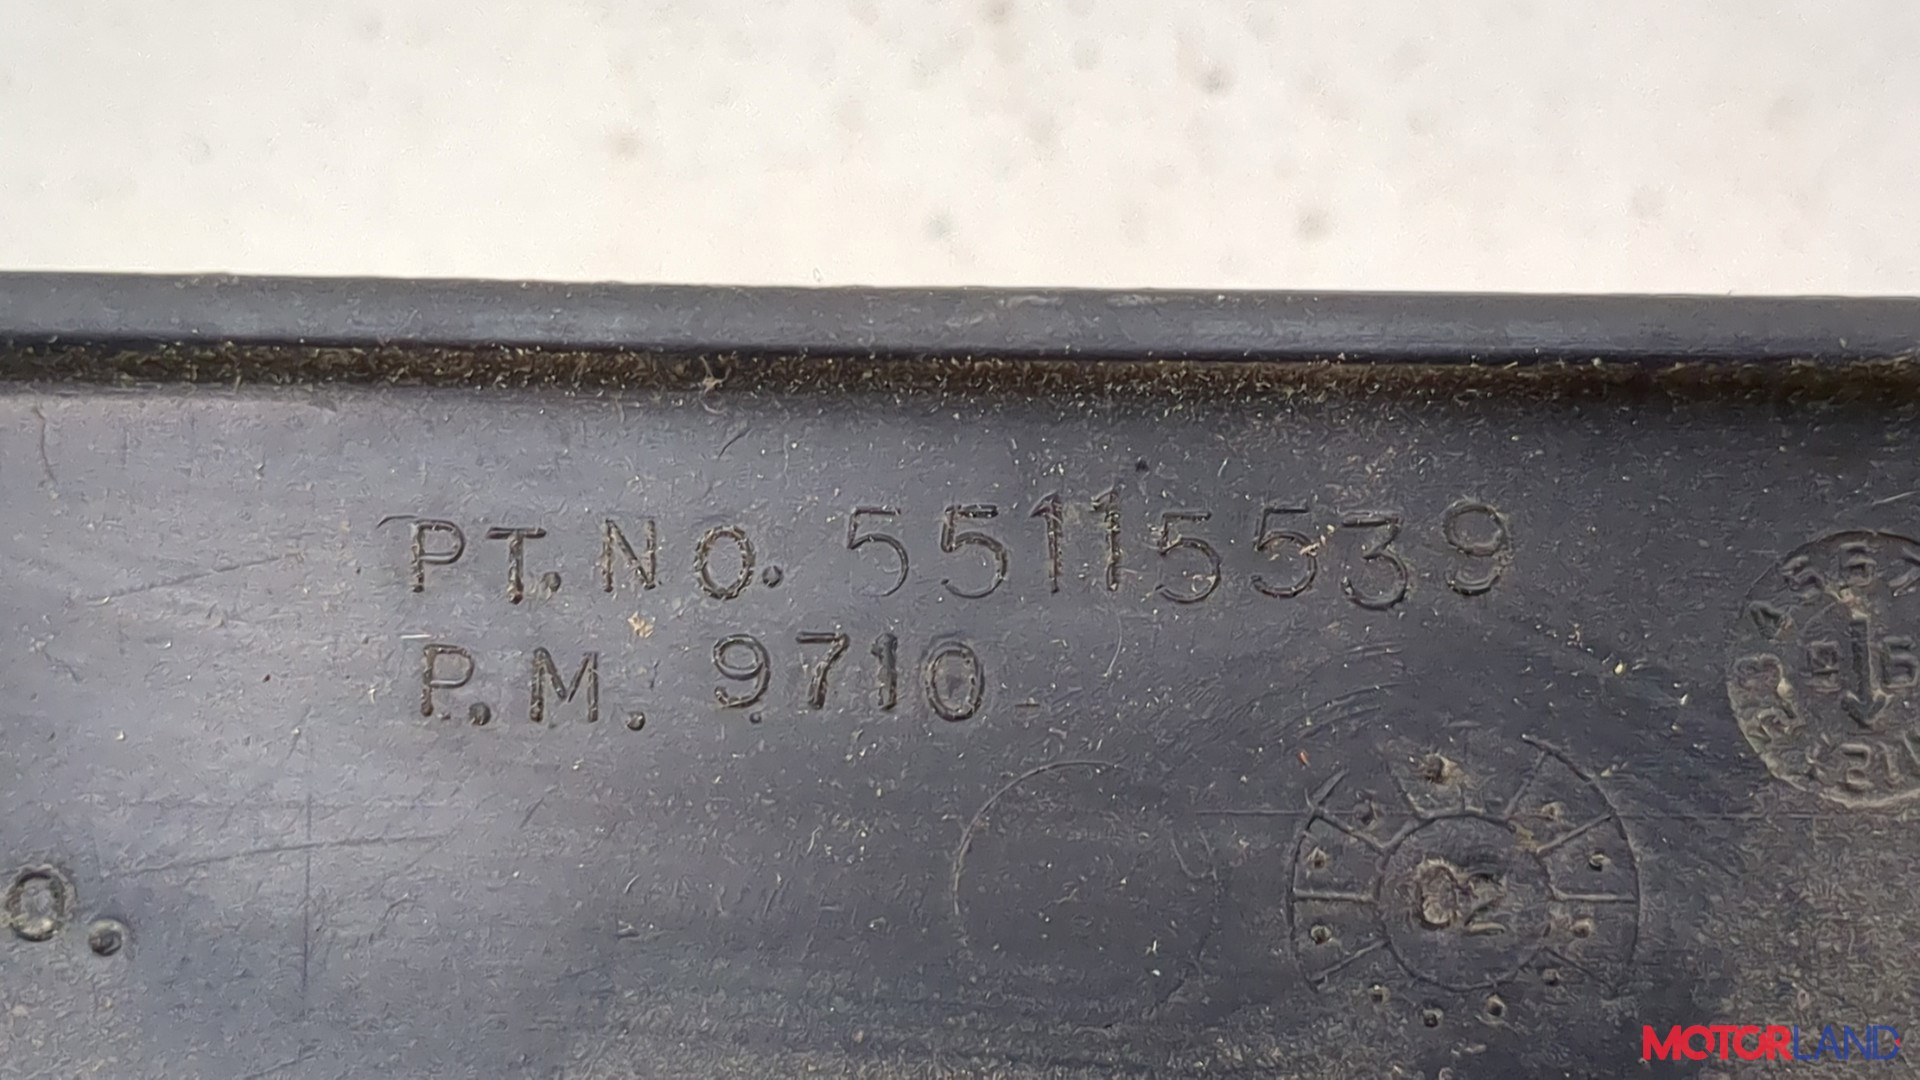 PT. NO. 55115539
P.M. 9710
O.
02
MOTORLAND